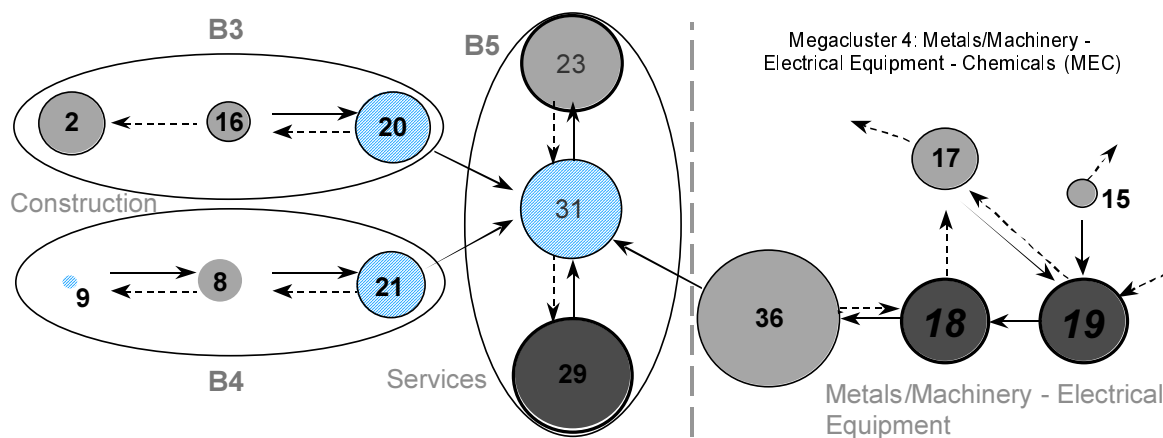 B3
B5
Megacluster 4: Metals/Machinery -
Electrical Equipment - Chemicals (MEC)
2
16
20
23
17
15
Construction
31
9
8
21
36
18
19
B4
Services
29
Metals/Machinery - Electrical
Equipment